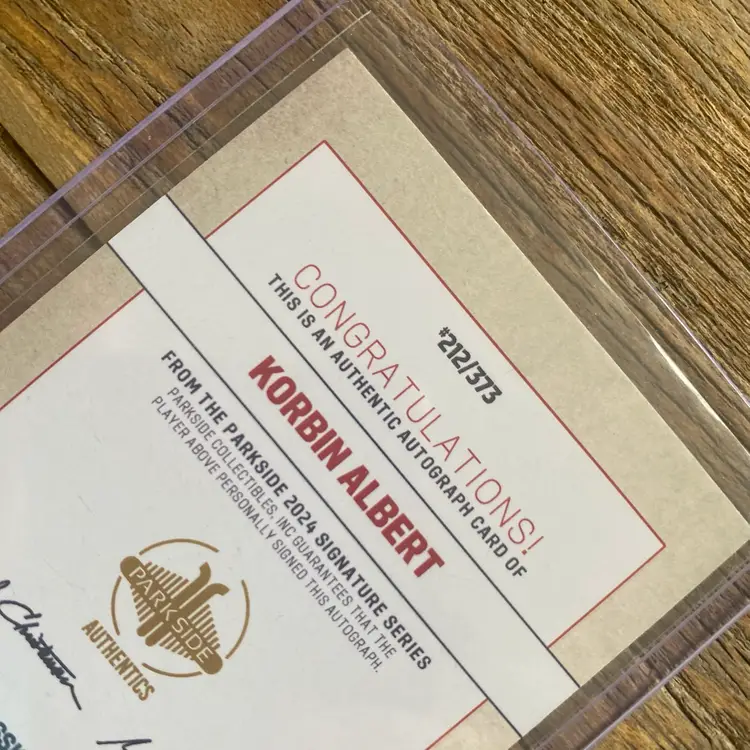 #212/373
CONGRATULATIONS!
THIS IS AN AUTHENTIC AUTOGRAPH CARD OF
KORBIN ALBERT
FROM THE PARKSIDE 2024 SIGNATURE SERIES
PARKSIDE COLLECTIBLES, INC GUARANTEES THAT THE
PLAYER ABOVE PERSONALLY SIGNED THIS AUTOGRAPH.
PARKSIDE
AUTHENTICS